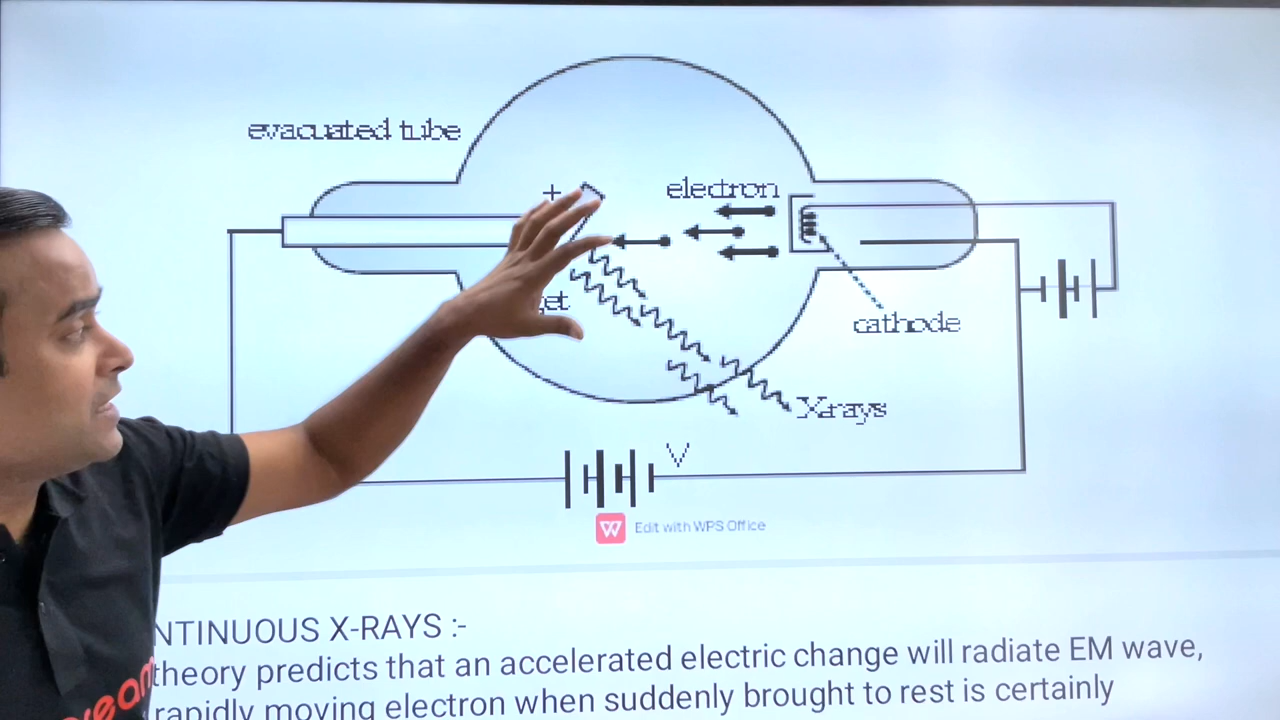 evacuated tube
+
electron
get
cathode
X-rays
V
W
Edit with WPS Office
NTINUOUS X-RAYS :-
theory predicts that an accelerated electric change will radiate EM wave,
rapidly moving electron when suddenly brought to rest is certainly